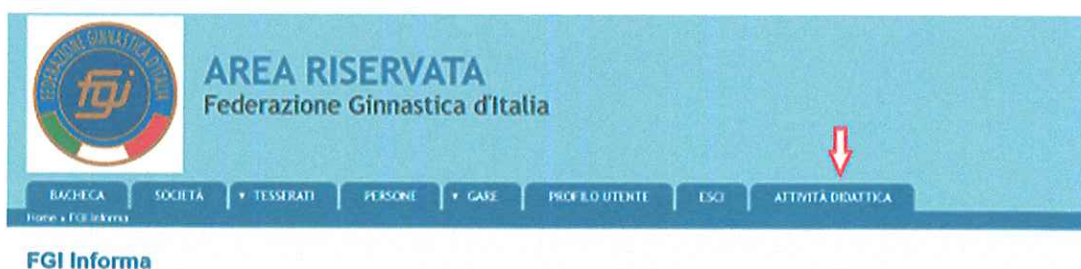 FEDERAZIONE GINNASTICA D'ITALIA
fgi
AREA RISERVATA
Federazione Ginnastica d'Italia
BACHECA SOCIETÀ ▾ TESSERATI PERSONE ▾ GARE PROFILO UTENTE ESCI ATTIVITÀ DIDATTICA
Home » FGI Informa
FGI Informa